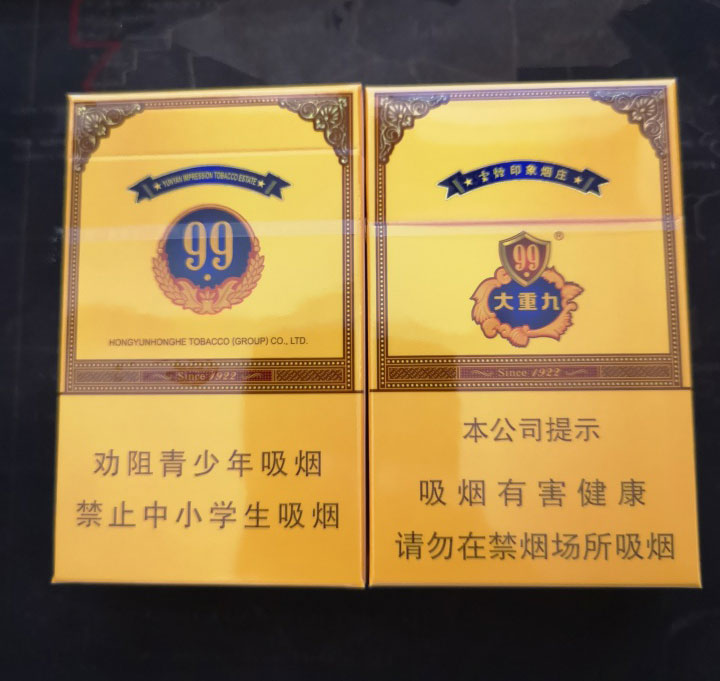 YUNYAN IMPRESSION TOBACCO ESTATE
99
HONGYUNHONGHE TOBACCO (GROUP) CO., LTD.
Since 1922
劝阻青少年吸烟
禁止中小学生吸烟
云烟印象烟庄
99
®
大重九
Since 1922
本公司提示
吸烟有害健康
请勿在禁烟场所吸烟